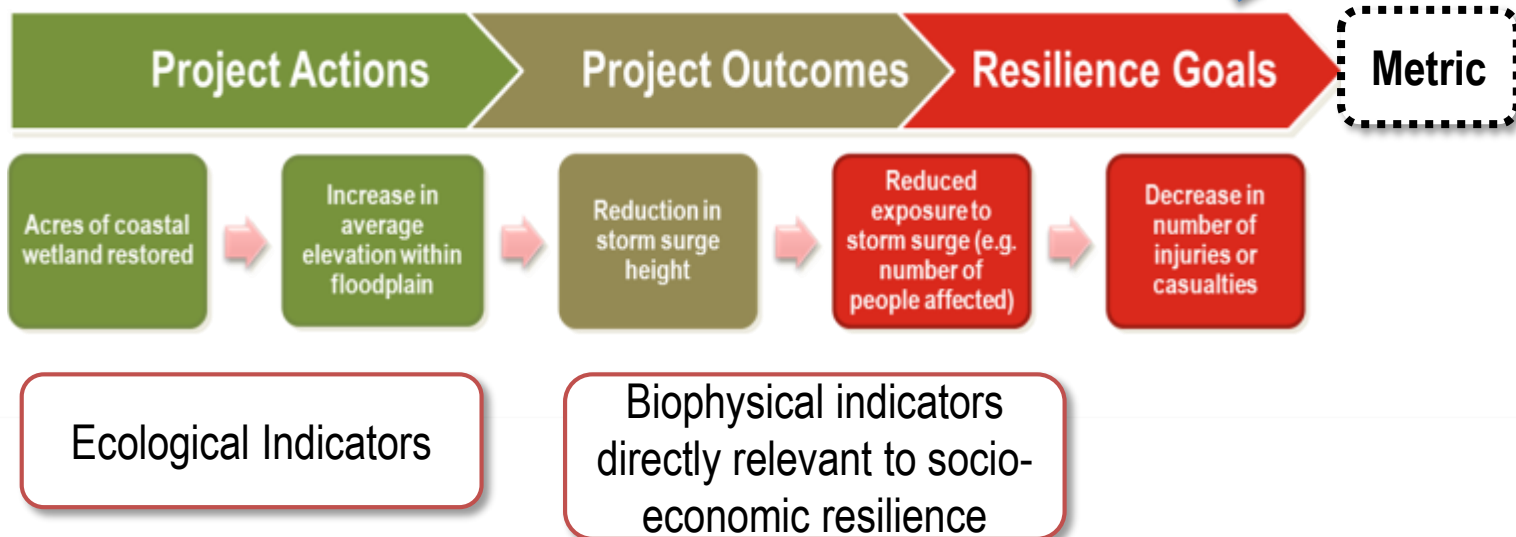 Project Actions
Project Outcomes
Resilience Goals
Metric
Acres of coastal
wetland restored
Increase in
average
elevation within
floodplain
Reduction in
storm surge
height
Reduced
exposure to
storm surge (e.g.
number of
people affected)
Decrease in
number of
injuries or
casualties
Ecological Indicators
Biophysical indicators
directly relevant to socio-
economic resilience